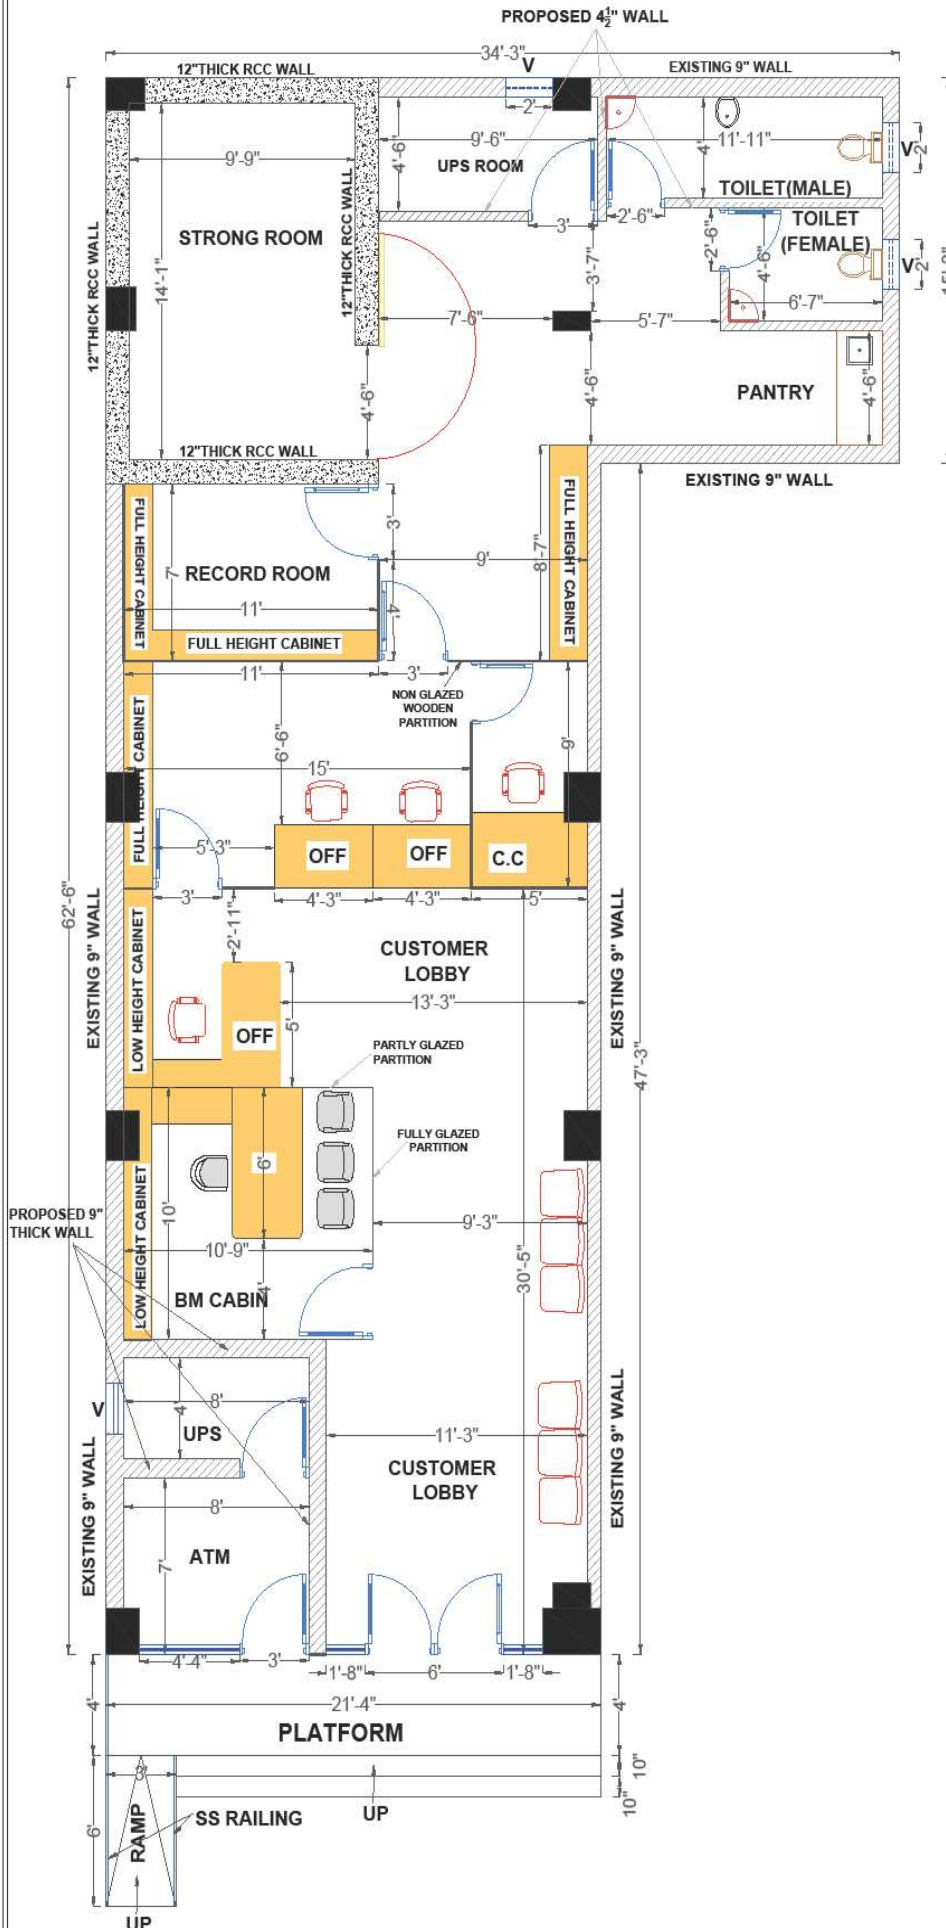 PROPOSED 4½" WALL
34'-3"
12"THICK RCC WALL
V
EXISTING 9" WALL
2'
9'-6"
4'-6"
UPS ROOM
4'
11'-11"
V
2'
TOILET(MALE)
9'-9"
STRONG ROOM
14'-1"
12"THICK RCC WALL
12"THICK RCC WALL
3'
2'-6"
TOILET
(FEMALE)
2'-6"
4'-6"
V
2'
6'-7"
3'-7"
7'-6"
5'-7"
4'-6"
4'-6"
PANTRY
4'-6"
12"THICK RCC WALL
EXISTING 9" WALL
FULL HEIGHT CABINET
7'
RECORD ROOM
11'
FULL HEIGHT CABINET
3'
4'
9'
8'-7"
FULL HEIGHT CABINET
11'
3'
NON GLAZED
WOODEN
PARTITION
FULL HEIGHT CABINET
6'-6"
15'
9'
5'-3"
OFF
OFF
C.C
3'
4'-3"
4'-3"
5'
62'-6"
EXISTING 9" WALL
LOW HEIGHT CABINET
2'-11"
CUSTOMER
LOBBY
13'-3"
OFF
5'
EXISTING 9" WALL
47'-3"
PARTLY GLAZED
PARTITION
FULLY GLAZED
PARTITION
PROPOSED 9"
THICK WALL
LOW HEIGHT CABINET
10'
6'
10'-9"
4'
BM CABIN
9'-3"
30'-5"
V
8'
4'
UPS
11'-3"
CUSTOMER
LOBBY
EXISTING 9" WALL
EXISTING 9" WALL
8'
ATM
7'
4'-4"
3'
1'-8"
6'
1'-8"
4'
21'-4"
4'
PLATFORM
3'
10"
10"
6'
RAMP
SS RAILING
UP
UP